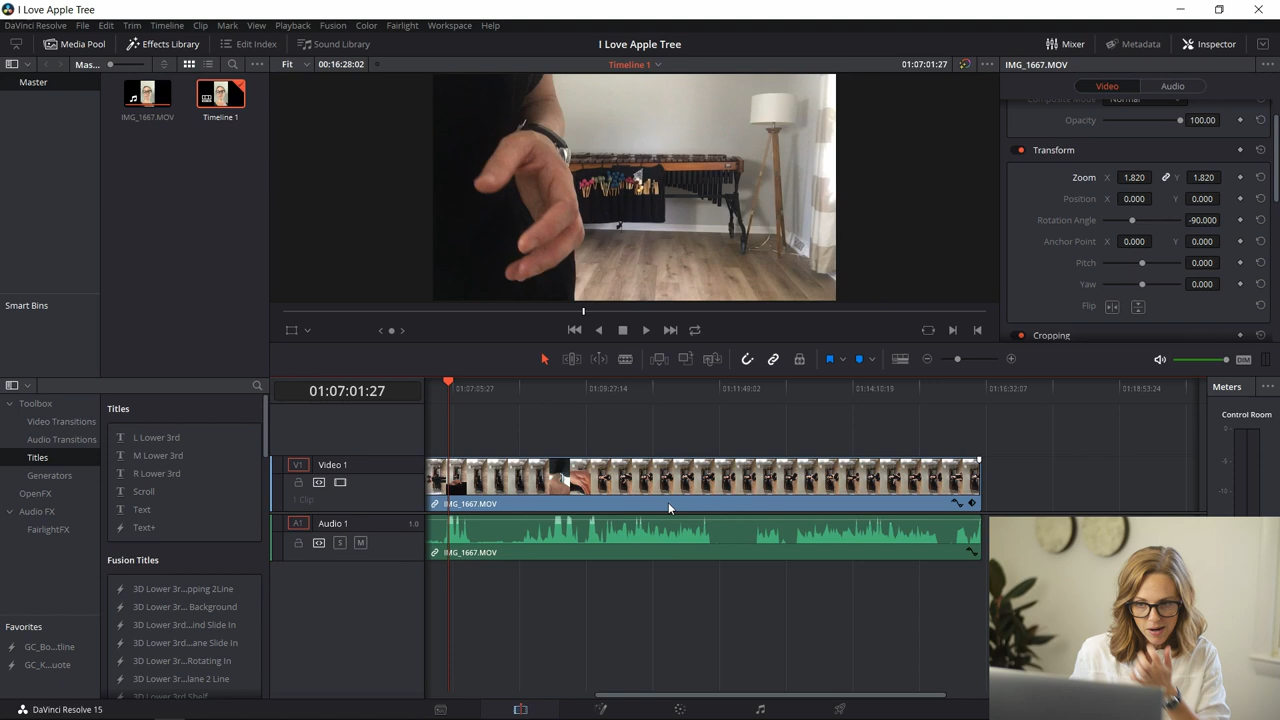 I Love Apple Tree
DaVinci Resolve File Edit Trim Timeline Clip Mark View Playback Fusion Color Fairlight Workspace Help
Media Pool Effects Library Edit Index Sound Library I Love Apple Tree Mixer Metadata Inspector
Mas... Fit 00:16:28:02 Timeline 1 01:07:01:27 IMG_1667.MOV
Master
IMG_1667.MOV Timeline 1
Smart Bins
Video Audio
Composite Mode Normal
Opacity 100.00
Transform
Zoom X 1.820 Y 1.820
Position X 0.000 Y 0.000
Rotation Angle -90.000
Anchor Point X 0.000 Y 0.000
Pitch 0.000
Yaw 0.000
Flip
Cropping
DIM
Toolbox
Video Transitions
Audio Transitions
Titles
Generators
OpenFX
Audio FX
FairlightFX
Favorites
GC_Bo...tline
GC_K...uote
Titles
L Lower 3rd
M Lower 3rd
R Lower 3rd
Scroll
Text
Text+
Fusion Titles
3D Lower 3r...pping 2Line
3D Lower 3r... Background
3D Lower 3rd...ind Slide In
3D Lower 3rd...ane Slide In
3D Lower 3r...Rotating In
3D Lower 3r...lane 2 Line
3D Lower 3rd Shelf
01:07:01:27
01:07:05:27 01:09:27:14 01:11:49:02 01:14:10:19 01:16:32:07 01:18:53:24
V1 Video 1
1 Clip
IMG_1667.MOV
A1 Audio 1 1.0
S M
IMG_1667.MOV
Meters
Control Room
0
-5
-10
DaVinci Resolve 15